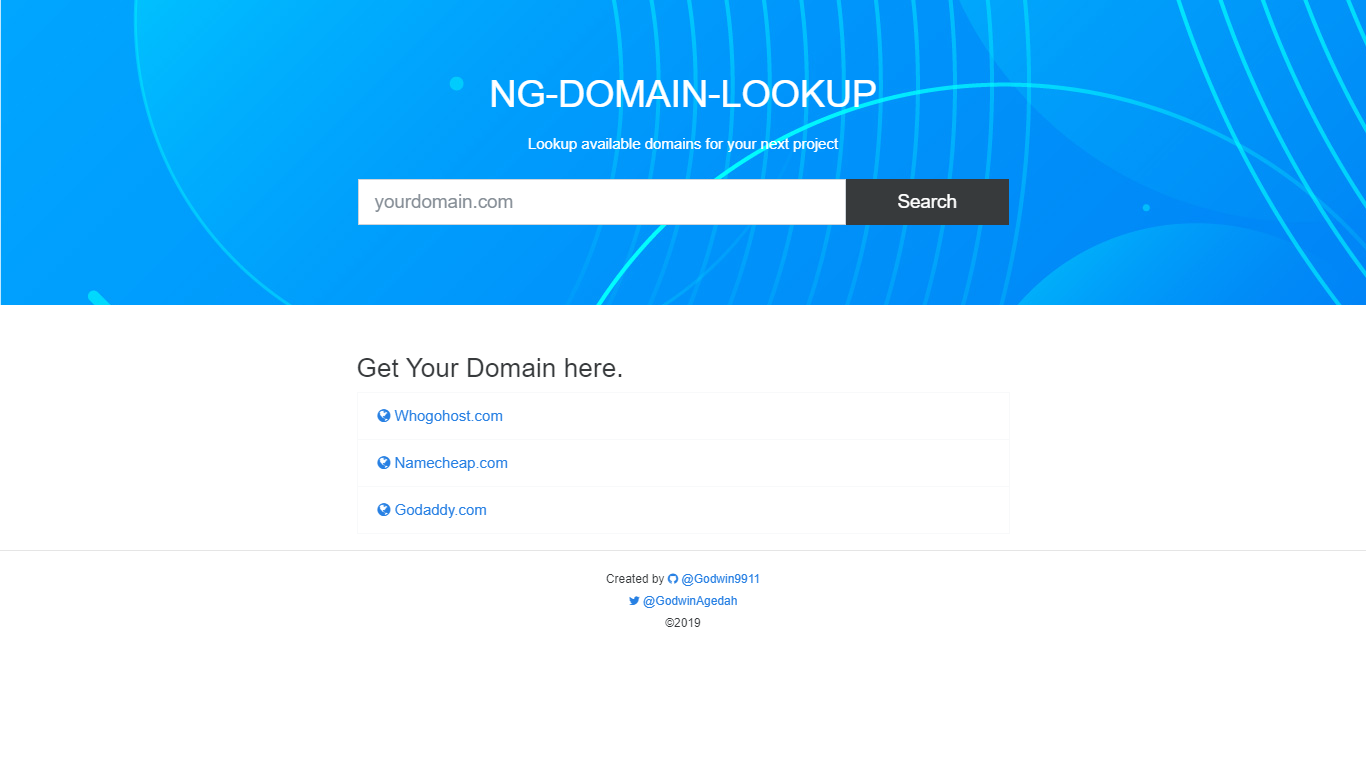 NG-DOMAIN-LOOKUP
Lookup available domains for your next project
yourdomain.com
Search
Get Your Domain here.
Whogohost.com
Namecheap.com
Godaddy.com
Created by @Godwin9911
@GodwinAgedah
©2019